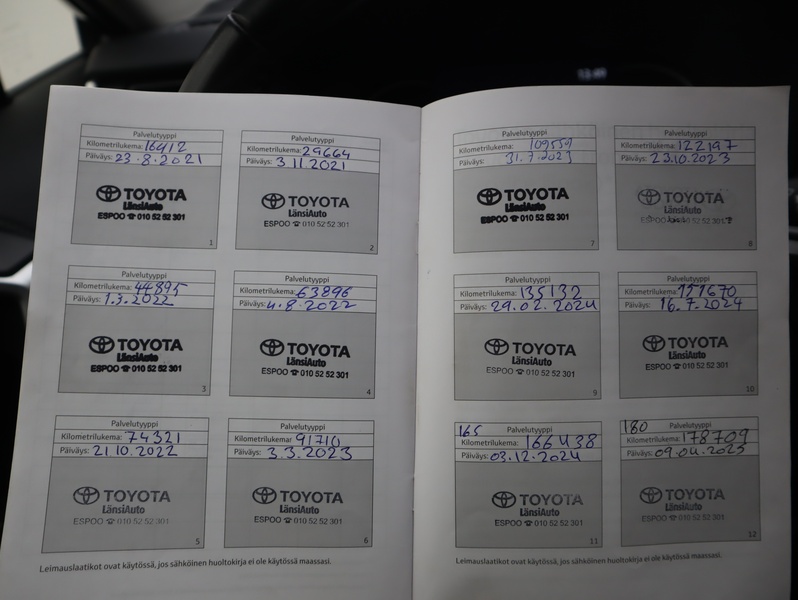 Palvelutyyppi
Kilometrilukema: 16412
Päiväys: 23.8.2021
TOYOTA
LänsiAuto
ESPOO ☎ 010 52 52 301
1
Palvelutyyppi
Kilometrilukema: 29664
Päiväys: 3.11.2021
TOYOTA
LänsiAuto
ESPOO ☎ 010 52 52 301
2
Palvelutyyppi
Kilometrilukema: 44895
Päiväys: 1.3.2022
TOYOTA
LänsiAuto
ESPOO ☎ 010 52 52 301
3
Palvelutyyppi
Kilometrilukema: 63896
Päiväys: 4.8.2022
TOYOTA
LänsiAuto
ESPOO ☎ 010 52 52 301
4
Palvelutyyppi
Kilometrilukema: 74321
Päiväys: 21 10.2022
TOYOTA
LänsiAuto
ESPOO ☎ 010 52 52 301
5
Palvelutyyppi
Kilometrilukema: 91710
Päiväys: 3.3.2023
TOYOTA
LänsiAuto
ESPOO ☎ 010 52 52 301
6
Leimauslaatikot ovat käytössä, jos sähköinen huoltokirja ei ole käytössä maassasi.
Palvelutyyppi
Kilometrilukema: 109559
Päiväys: 31.7.2023
TOYOTA
LänsiAuto
ESPOO ☎ 010 52 52 301
7
Palvelutyyppi
Kilometrilukema: 122197
Päiväys: 23.10.2023
TOYOTA
8
Palvelutyyppi
Kilometrilukema: 135132
Päiväys: 29.02.2024
TOYOTA
LänsiAuto
ESPOO ☎ 010 52 52 301
9
Palvelutyyppi
Kilometrilukema:
Päiväys: 16.7.2024
TOYOTA
LänsiAuto
ESPOO ☎ 010 52 52 301
10
165 Palvelutyyppi
Kilometrilukema: 166438
Päiväys: 03.12.2024
TOYOTA
LänsiAuto
ESPOO ☎ 010 52 52 301
11
180 Palvelutyyppi
Kilometrilukema: 178709
Päiväys: 09.04.2025
TOYOTA
LänsiAuto
ESPOO ☎ 010 52 52 301
12
Leimauslaatikot ovat käytössä, jos sähköinen huoltokirja ei ole käytössä maassasi.